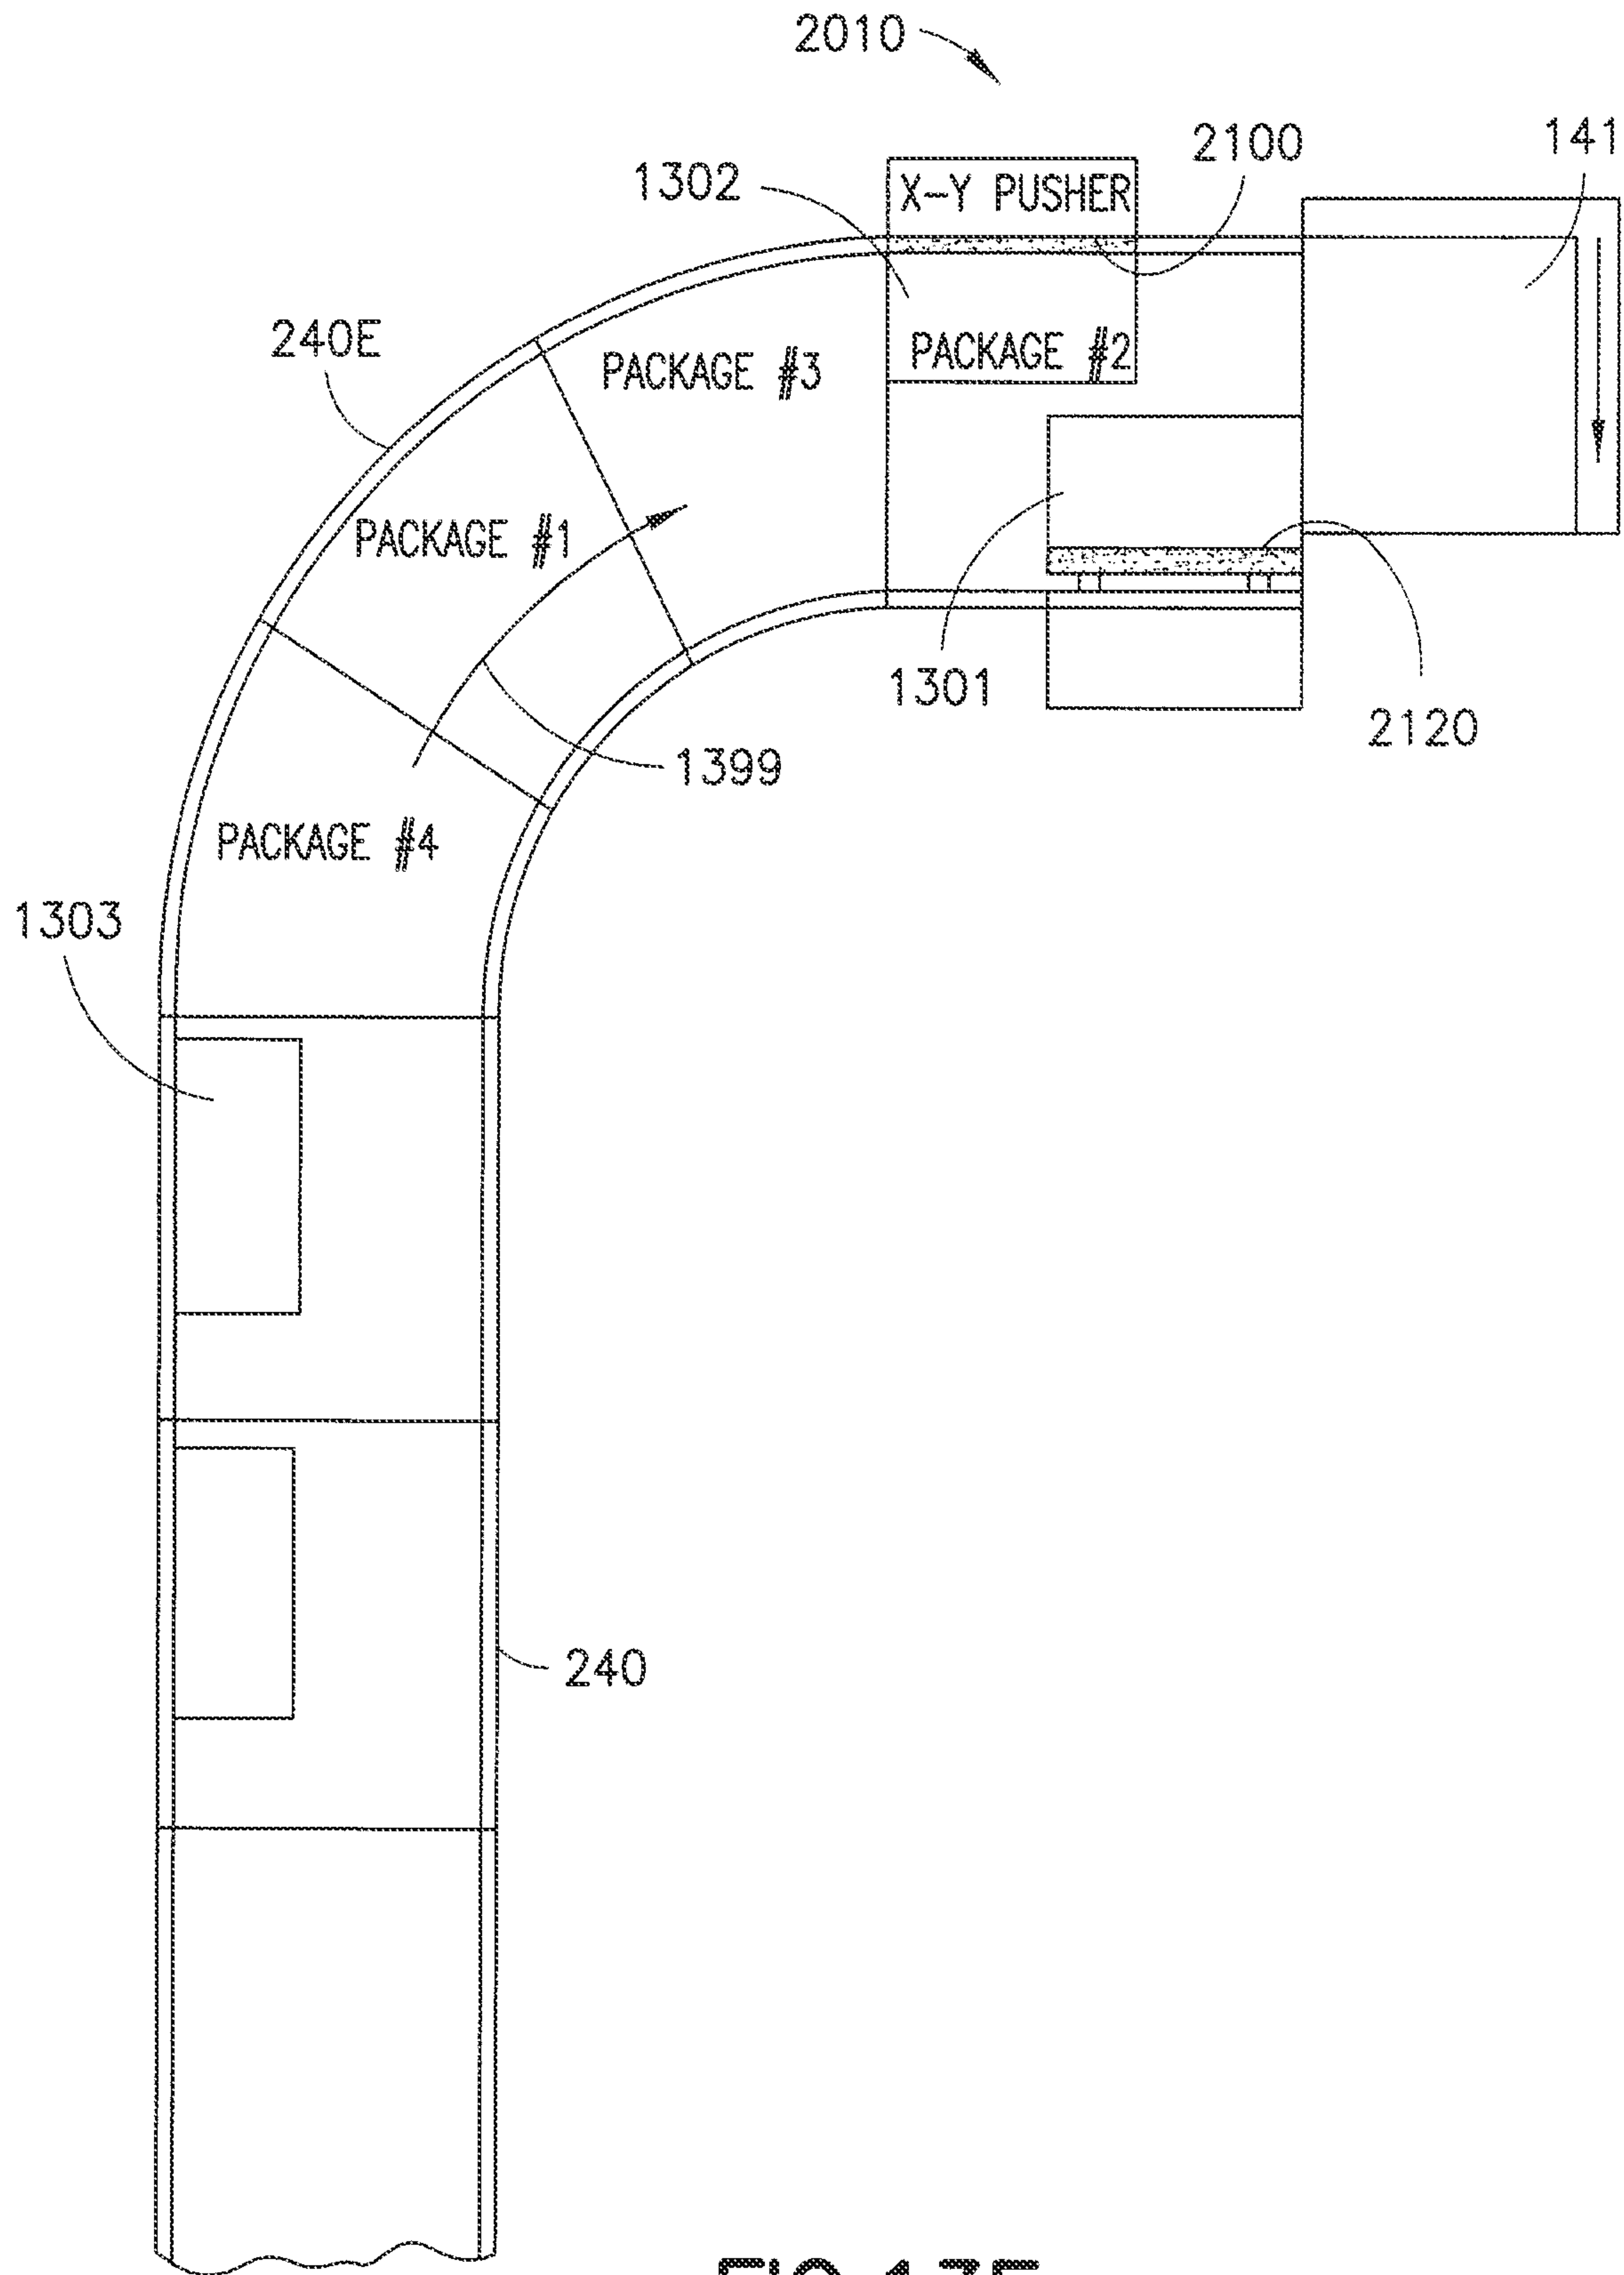 2010
2100
141
1302
X-Y PUSHER
240E
PACKAGE #3
PACKAGE #2
PACKAGE #1
1301
2120
1399
PACKAGE #4
1303
240